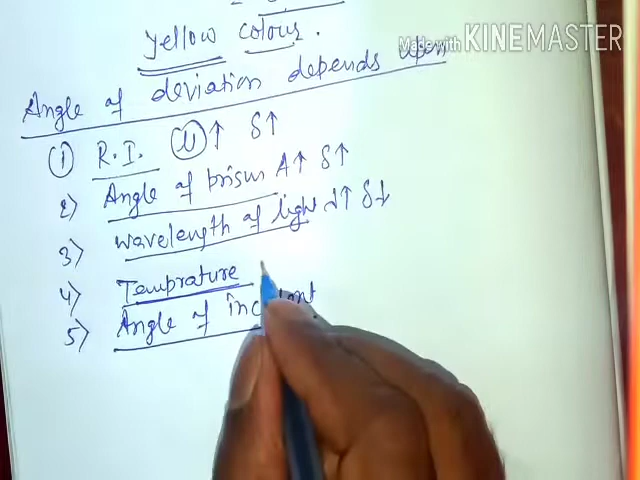 Yellow colour.
Made with KINEMASTER
Angle of deviation depends upon
(1) R.I. (μ)↑ δ↑
2) Angle of prism A↑ δ↑
3) wavelength of light λ↑ δ↓
4) Temprature
5) Angle of incident